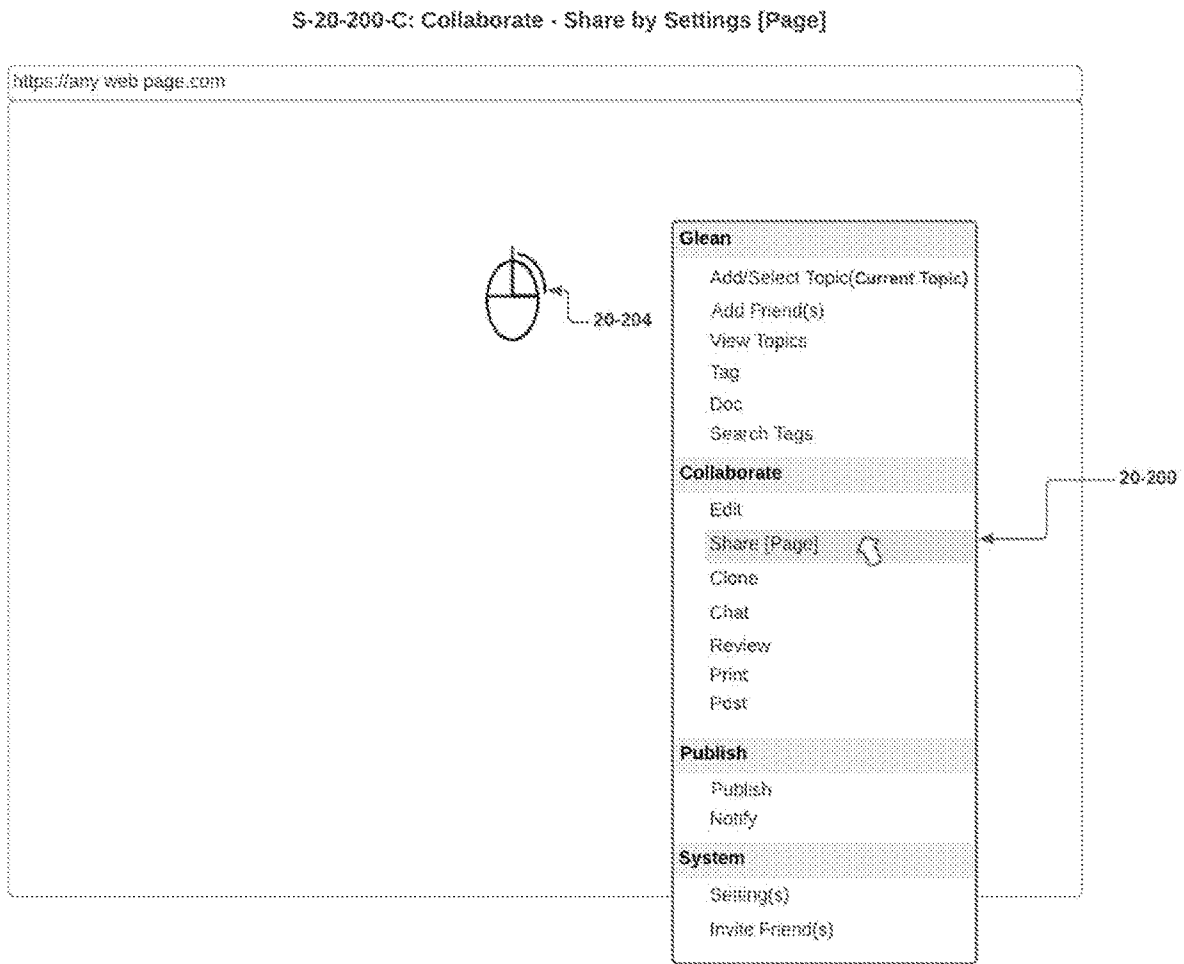 S-20-200-C: Collaborate - Share by Settings [Page]
https://any web page.com
Glean
Add/Select Topic(Current Topic)
Add Friend(s)
20-204
View Topics
Tag
Doc
Search Tags
Collaborate
20-200
Edit
Share [Page]
Clone
Chat
Review
Print
Post
Publish
Publish
Notify
System
Setting(s)
Invite Friend(s)